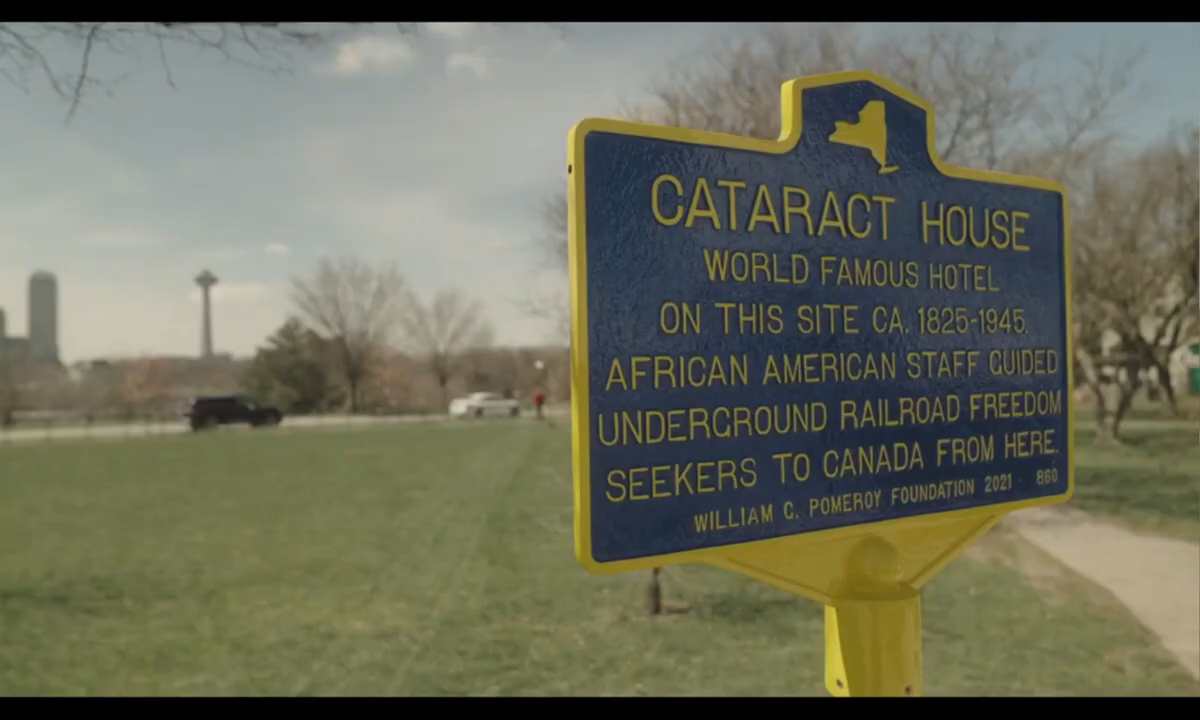 CATARACT HOUSE
WORLD FAMOUS HOTEL
ON THIS SITE CA. 1825-1945.
AFRICAN AMERICAN STAFF GUIDED
UNDERGROUND RAILROAD FREEDOM
SEEKERS TO CANADA FROM HERE.
WILLIAM G. POMEROY FOUNDATION 2021 860